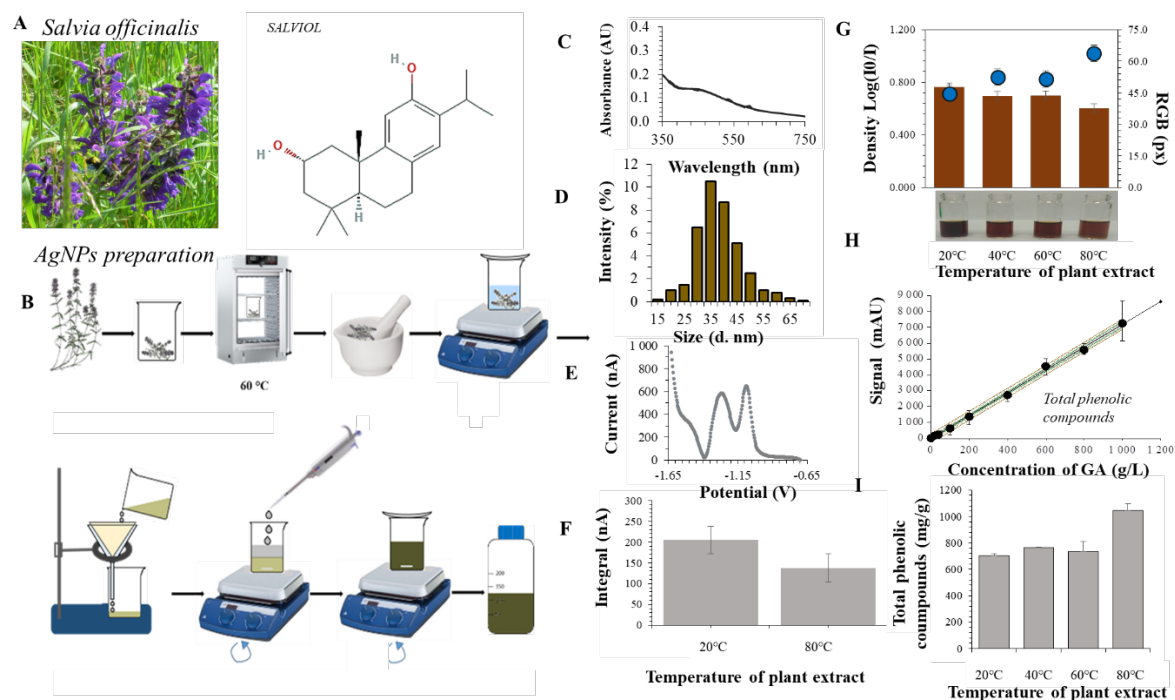 A
Salvia officinalis
SALVIOL
H
O
H
O
H
AgNPs preparation
B
60 °C
200
150
C
Absorbance (AU)
0.4
0.3
0.2
0.1
0.0
350
450
550
650
750
Wavelength (nm)
D
Intensity (%)
12
10
8
6
4
2
0
15 25 35 45 55 65
Size (d. nm)
E
Current (nA)
1 000
800
600
400
200
0
-1.65 -1.15 -0.65
Potential (V)
F
Integral (nA)
300
250
200
150
100
50
0
20°C 80°C
Temperature of plant extract
G
Density Log(I0/I)
1.200
0.800
0.400
0.000
RGB (px)
75.0
60.0
45.0
30.0
15.0
0.0
20°C 40°C 60°C 80°C
Temperature of plant extract
H
Signal (mAU)
9 000
8 000
7 000
6 000
5 000
4 000
3 000
2 000
1 000
0
Total phenolic
compounds
0 200 400 600 800 1 000 1 200
Concentration of GA (g/L)
I
Total phenolic
coumpounds (mg/g)
1200
1000
800
600
400
200
0
20°C 40°C 60°C 80°C
Temperature of plant extract